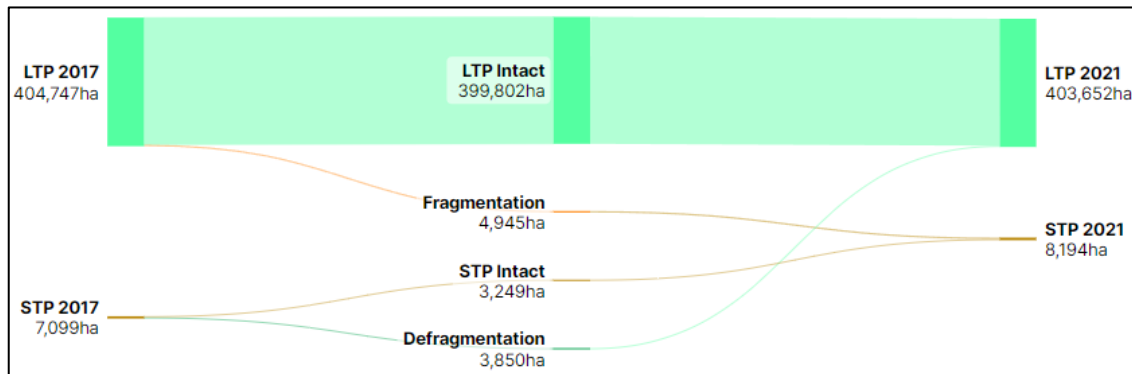 LTP 2017
404,747ha
LTP Intact
399,802ha
LTP 2021
403,652ha
Fragmentation
4,945ha
STP 2021
8,194ha
STP Intact
3,249ha
STP 2017
7,099ha
Defragmentation
3,850ha